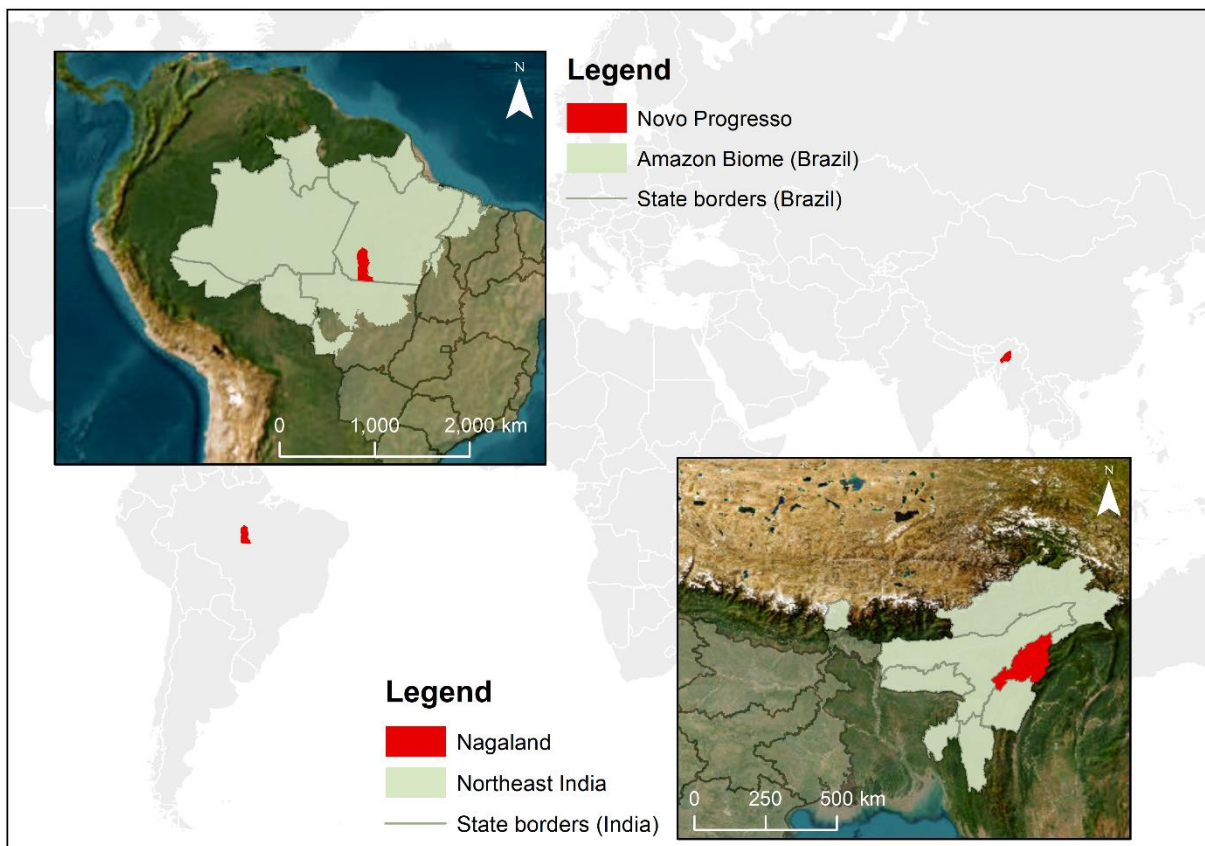 N
0 1,000 2,000 km
Legend
Novo Progresso
Amazon Biome (Brazil)
State borders (Brazil)
Legend
Nagaland
Northeast India
State borders (India)
N
0 250 500 km